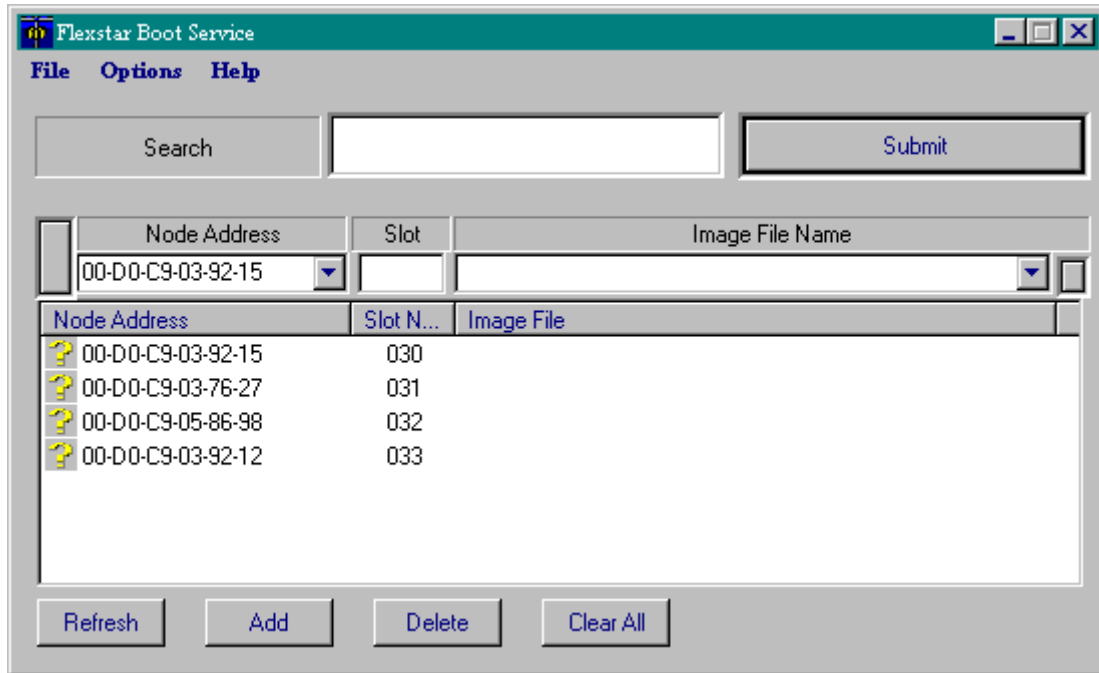 Flexstar Boot Service
File Options Help
Search Submit
Node Address Slot Image File Name
00-D0-C9-03-92-15
Node Address Slot N... Image File
00-D0-C9-03-92-15 030
00-D0-C9-03-76-27 031
00-D0-C9-05-86-98 032
00-D0-C9-03-92-12 033
Refresh Add Delete Clear All